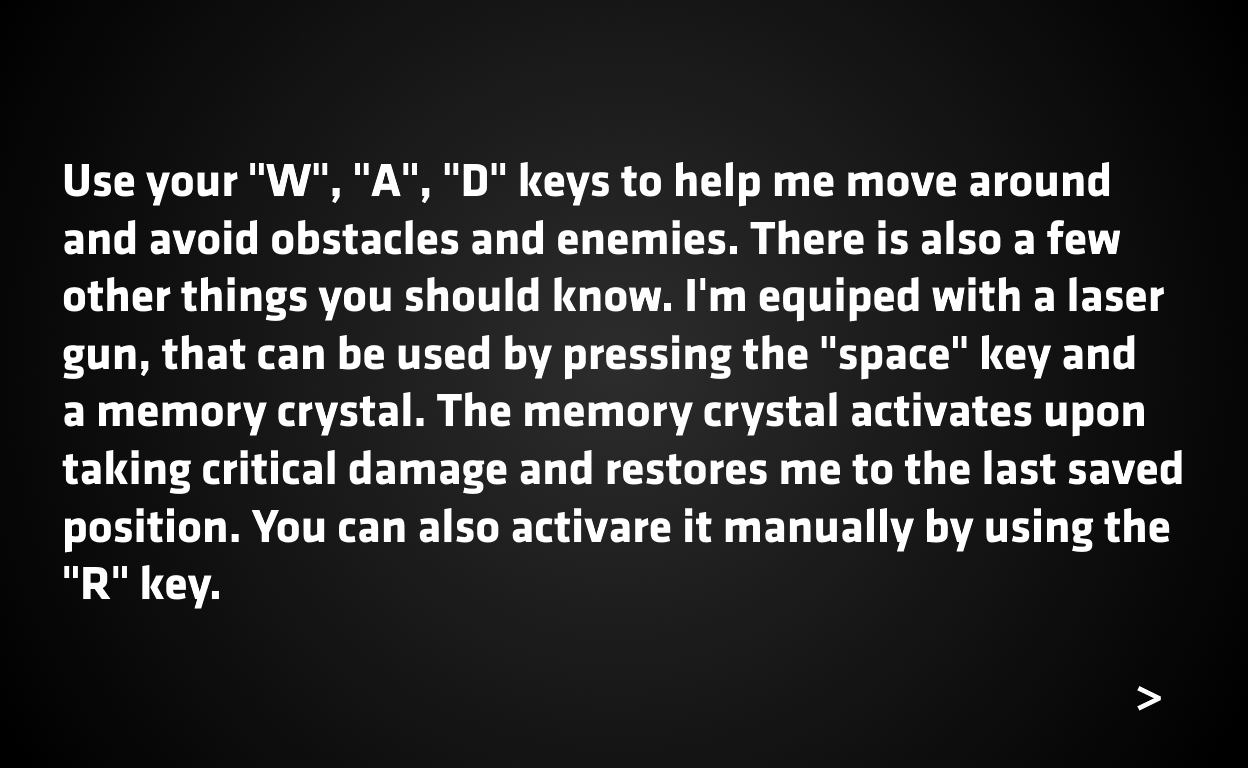 Use your "W", "A", "D" keys to help me move around
and avoid obstacles and enemies. There is also a few
other things you should know. I'm equiped with a laser
gun, that can be used by pressing the "space" key and
a memory crystal. The memory crystal activates upon
taking critical damage and restores me to the last saved
position. You can also activare it manually by using the
"R" key.
>